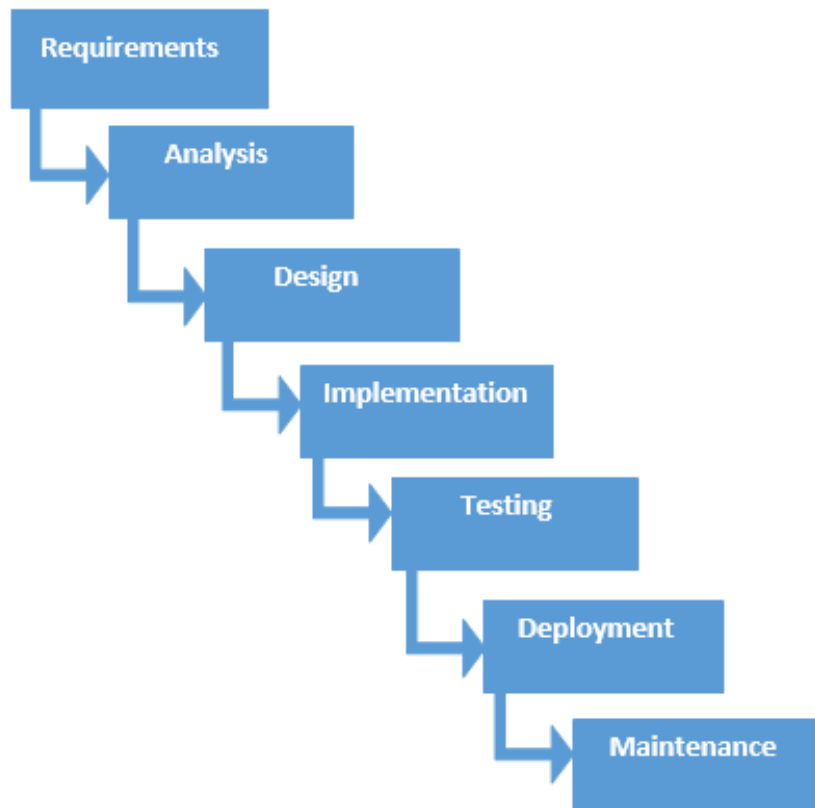 Requirements
Analysis
Design
Implementation
Testing
Deployment
Maintenance